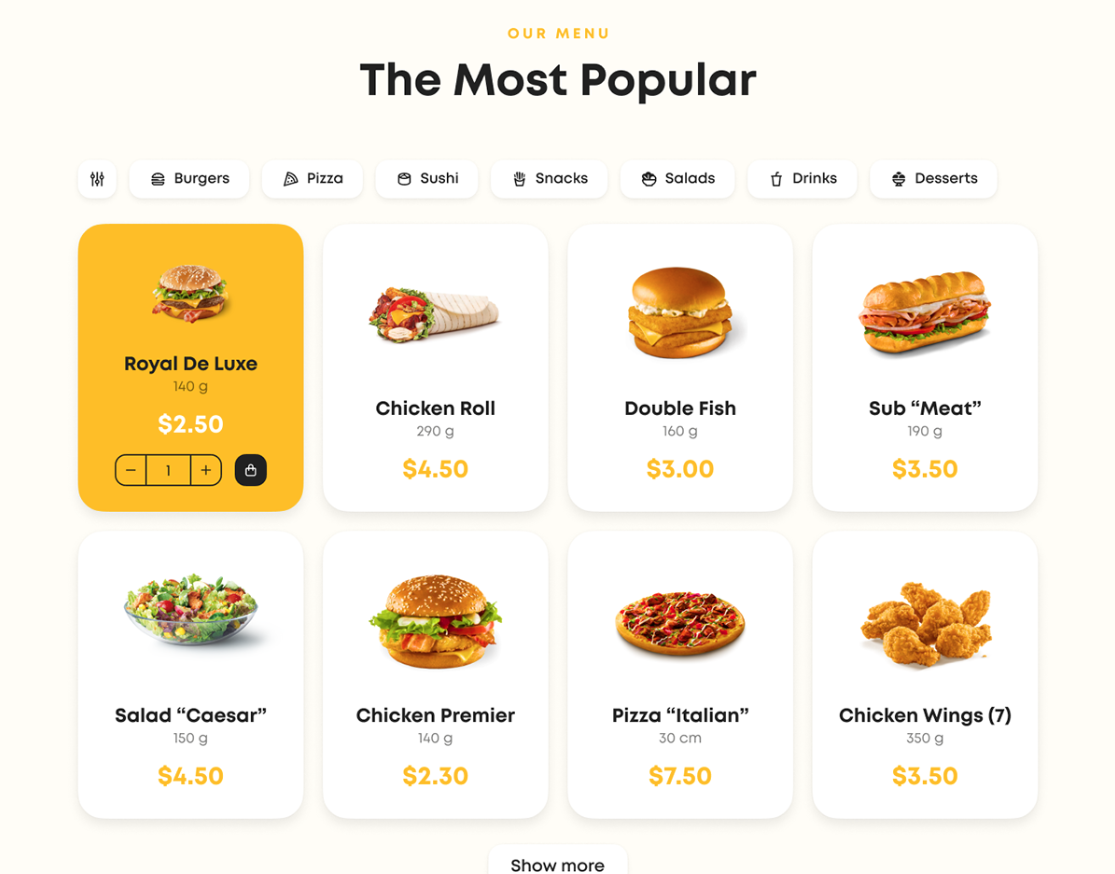 OUR MENU
The Most Popular
Burgers Pizza Sushi Snacks Salads Drinks Desserts
Royal De Luxe
140 g
$2.50
− 1 +
Chicken Roll
290 g
$4.50
Double Fish
160 g
$3.00
Sub “Meat”
190 g
$3.50
Salad “Caesar”
150 g
$4.50
Chicken Premier
140 g
$2.30
Pizza “Italian”
30 cm
$7.50
Chicken Wings (7)
350 g
$3.50
Show more